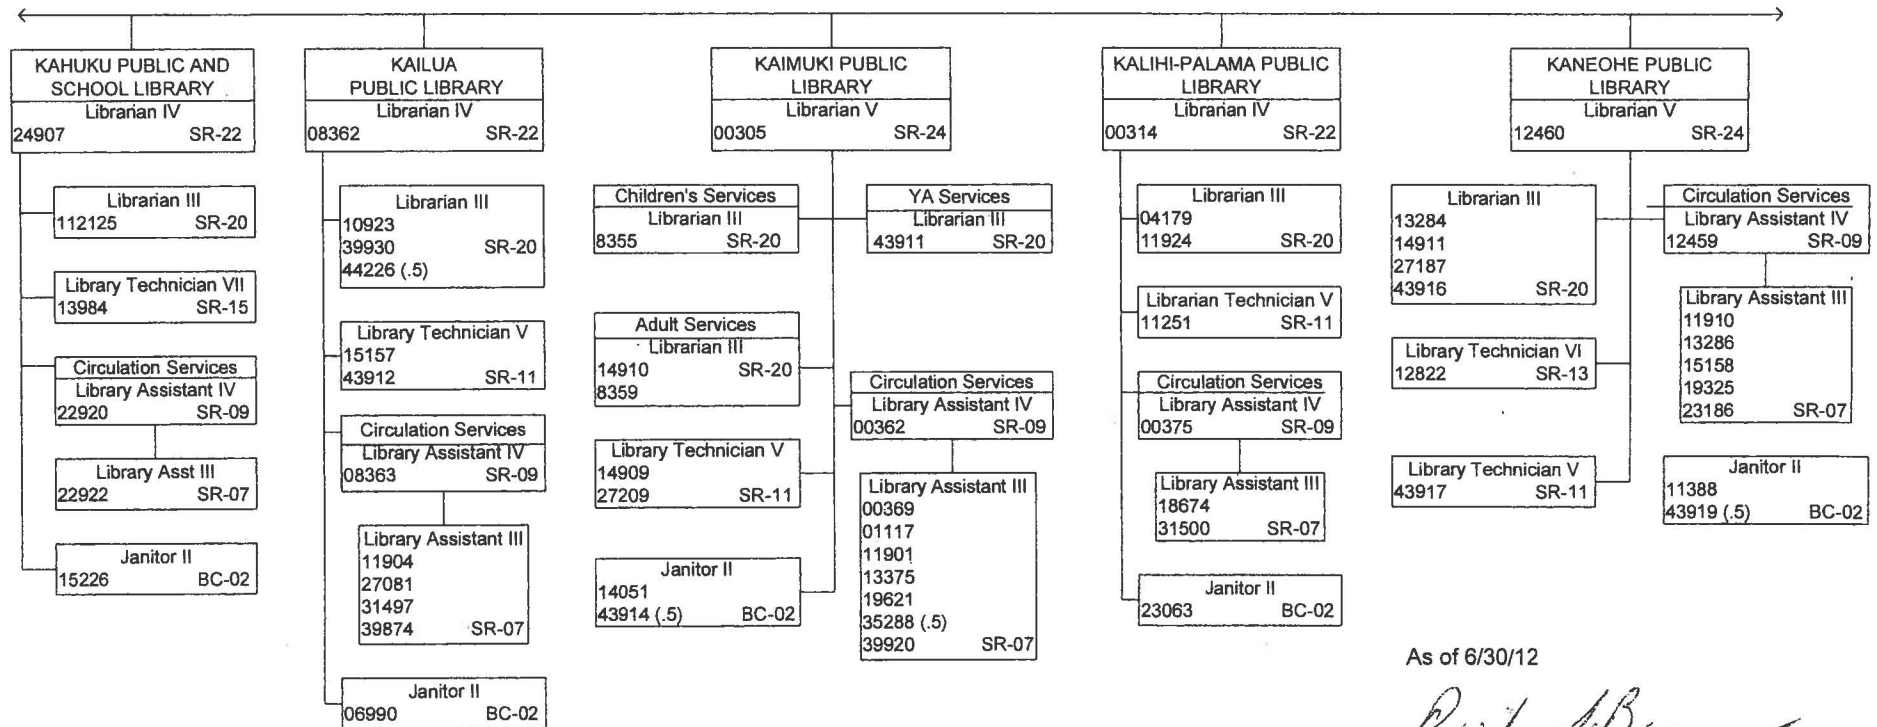 KAHUKU PUBLIC AND
SCHOOL LIBRARY
Librarian IV
24907 SR-22
Librarian III
112125 SR-20
Library Technician VII
13984 SR-15
Circulation Services
Library Assistant IV
22920 SR-09
Library Asst III
22922 SR-07
Janitor II
15226 BC-02
KAILUA
PUBLIC LIBRARY
Librarian IV
08362 SR-22
Librarian III
10923
39930 SR-20
44226 (.5)
Library Technician V
15157
43912 SR-11
Circulation Services
Library Assistant IV
08363 SR-09
Library Assistant III
11904
27081
31497
39874 SR-07
Janitor II
06990 BC-02
KAIMUKI PUBLIC
LIBRARY
Librarian V
00305 SR-24
Children's Services
Librarian III
8355 SR-20
YA Services
Librarian III
43911 SR-20
Adult Services
Librarian III
14910 SR-20
8359
Circulation Services
Library Assistant IV
00362 SR-09
Library Technician V
14909
27209 SR-11
Library Assistant III
00369
01117
11901
13375
19621
35288 (.5)
39920 SR-07
Janitor II
14051
43914 (.5) BC-02
KALIHI-PALAMA PUBLIC
LIBRARY
Librarian IV
00314 SR-22
Librarian III
04179
11924 SR-20
Librarian Technician V
11251 SR-11
Circulation Services
Library Assistant IV
00375 SR-09
Library Assistant III
18674
31500 SR-07
Janitor II
23063 BC-02
KANEOHE PUBLIC
LIBRARY
Librarian V
12460 SR-24
Librarian III
13284
14911
27187
43916 SR-20
Circulation Services
Library Assistant IV
12459 SR-09
Library Assistant III
11910
13286
15158
19325
23186 SR-07
Library Technician VI
12822 SR-13
Library Technician V
43917 SR-11
Janitor II
11388
43919 (.5) BC-02
As of 6/30/12